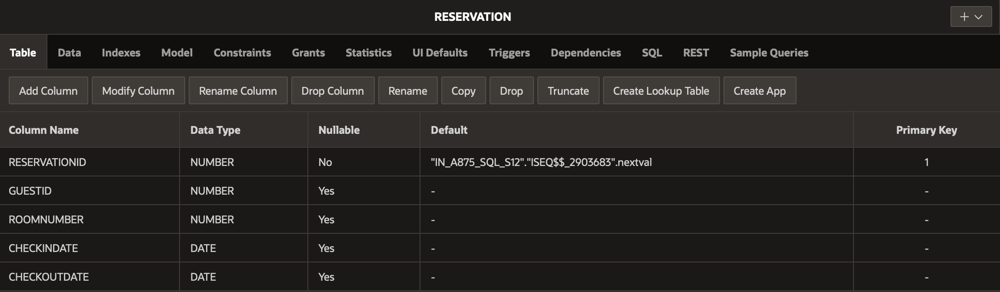 RESERVATION
Table Data Indexes Model Constraints Grants Statistics UI Defaults Triggers Dependencies SQL REST Sample Queries
Add Column Modify Column Rename Column Drop Column Rename Copy Drop Truncate Create Lookup Table Create App
Column Name Data Type Nullable Default Primary Key
RESERVATIONID NUMBER No "IN_A875_SQL_S12"."ISEQ$$_2903683".nextval 1
GUESTID NUMBER Yes - -
ROOMNUMBER NUMBER Yes - -
CHECKINDATE DATE Yes - -
CHECKOUTDATE DATE Yes - -